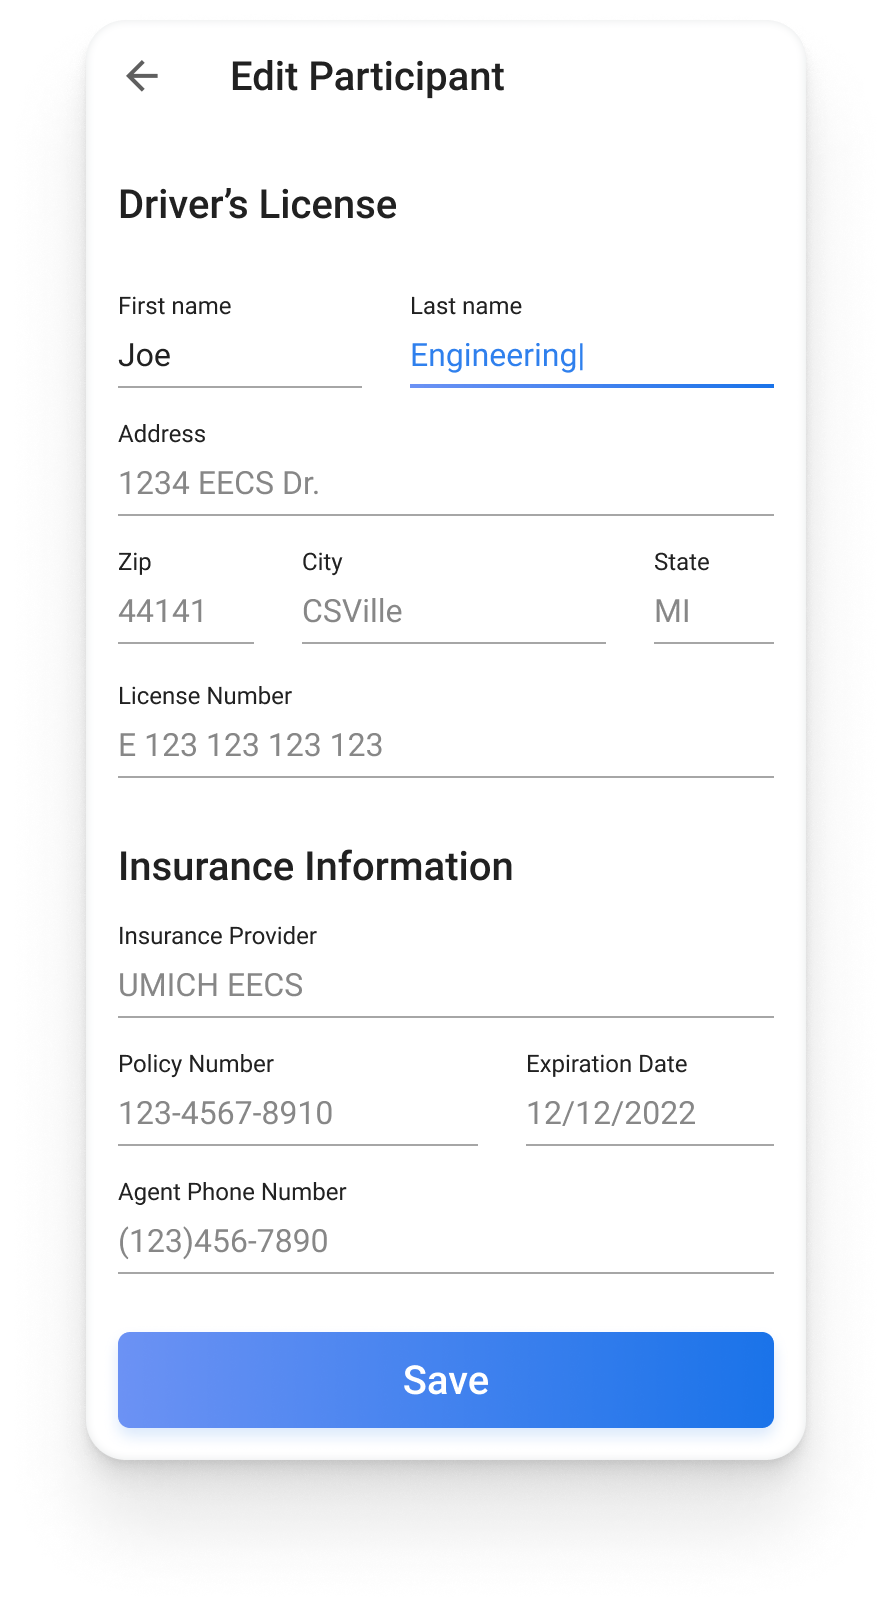 Edit Participant
Driver’s License
First name Last name
Joe Engineering
Address
1234 EECS Dr.
Zip City State
44141 CSVille MI
License Number
E 123 123 123 123
Insurance Information
Insurance Provider
UMICH EECS
Policy Number Expiration Date
123-4567-8910 12/12/2022
Agent Phone Number
(123)456-7890
Save